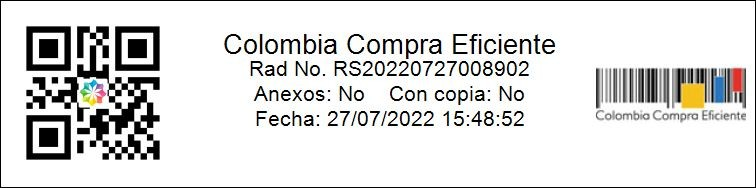 Colombia Compra Eficiente
Rad No. RS20220727008902
Anexos: No Con copia: No
Fecha: 27/07/2022 15:48:52
Colombia Compra Eficiente